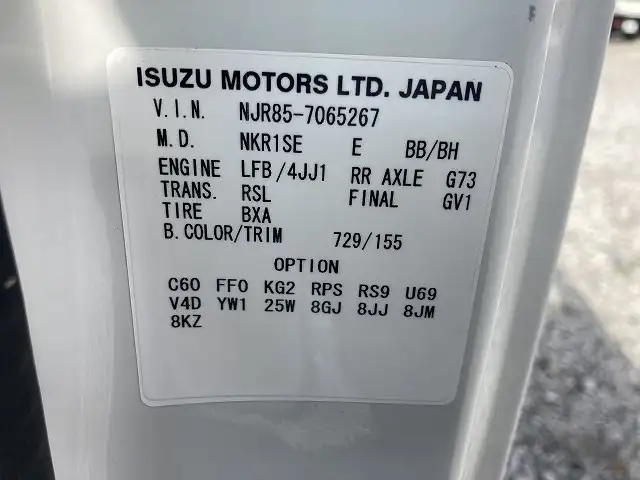 ISUZU MOTORS LTD. JAPAN
V.I.N. NJR85-7065267
M.D. NKR1SE E BB/BH
ENGINE LFB/4JJ1 RR AXLE G73
TRANS. RSL FINAL GV1
TIRE BXA
B.COLOR/TRIM 729/155
OPTION
C60 FF0 KG2 RPS RS9 U69
V4D YW1 25W 8GJ 8JJ 8JM
8KZ